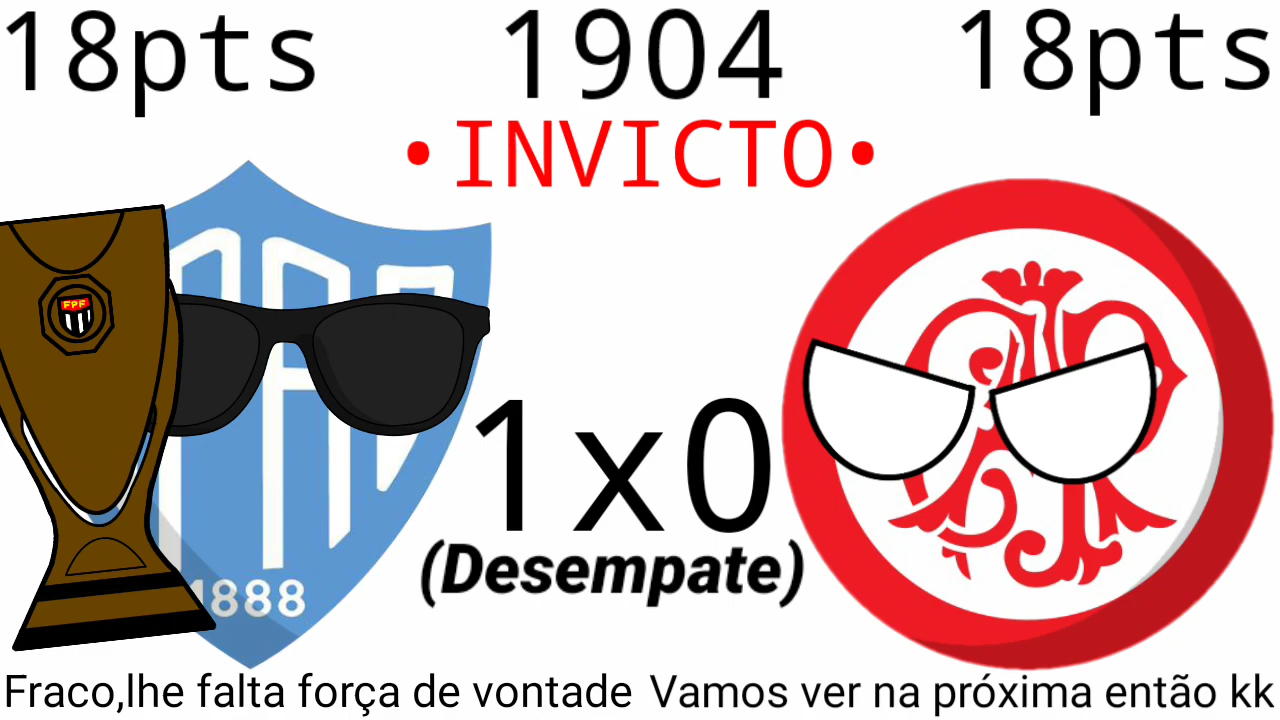 18pts 1904 18pts
•INVICTO•
FPF
1x0
(Desempate)
1888
Fraco,lhe falta força de vontade Vamos ver na próxima então kk